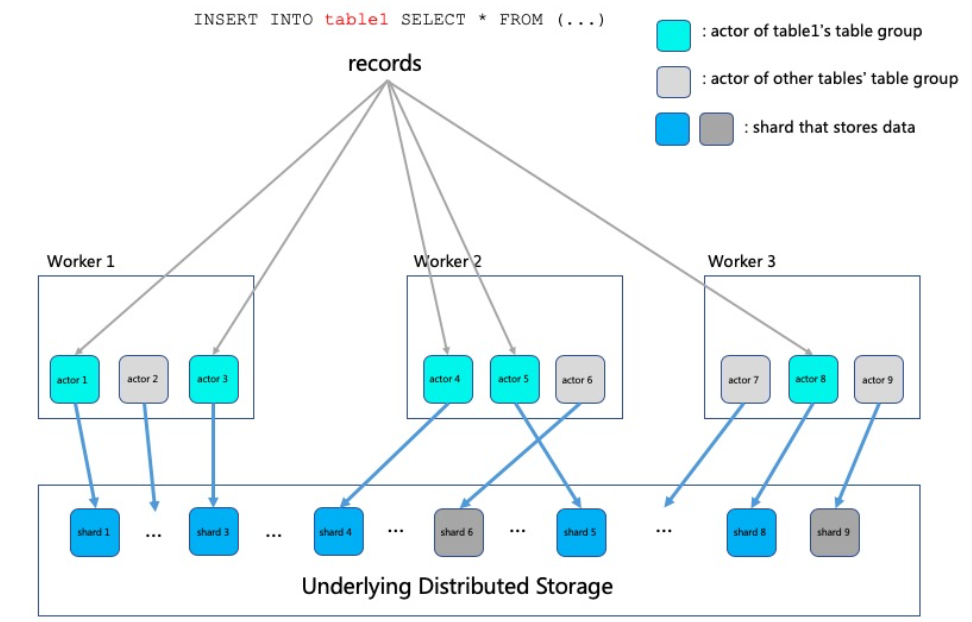 INSERT INTO table1 SELECT * FROM (...)
: actor of table1's table group
records
: actor of other tables' table group
: shard that stores data
Worker 1
Worker 2
Worker 3
actor 1
actor 2
actor 3
actor 4
actor 5
actor 6
actor 7
actor 8
actor 9
shard 1
...
shard 3
...
shard 4
...
shard 6
...
shard 5
...
shard 8
shard 9
Underlying Distributed Storage